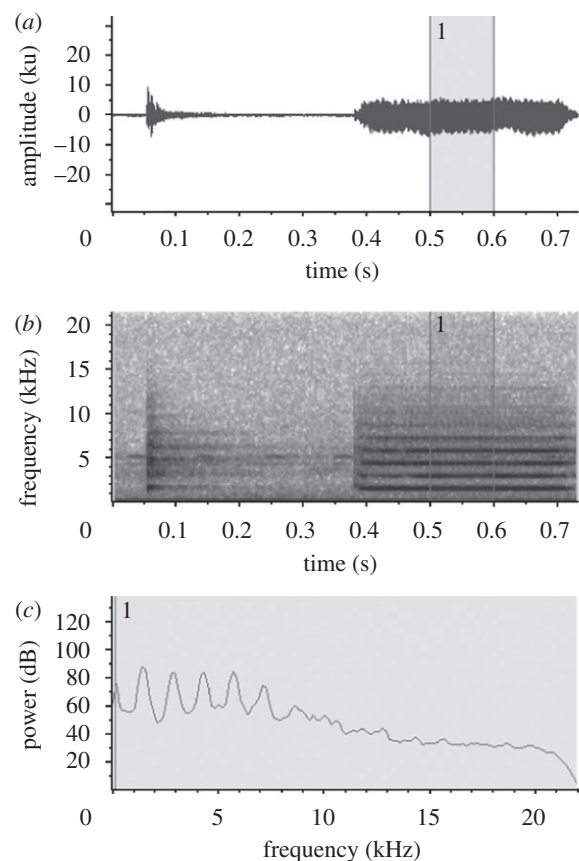 (a)
1
amplitude (ku)
20
10
0
–10
–20
0 0.1 0.2 0.3 0.4 0.5 0.6 0.7
time (s)
(b)
1
frequency (kHz)
20
15
10
5
0 0.1 0.2 0.3 0.4 0.5 0.6 0.7
time (s)
(c)
1
power (dB)
120
100
80
60
40
20
0 5 10 15 20
frequency (kHz)